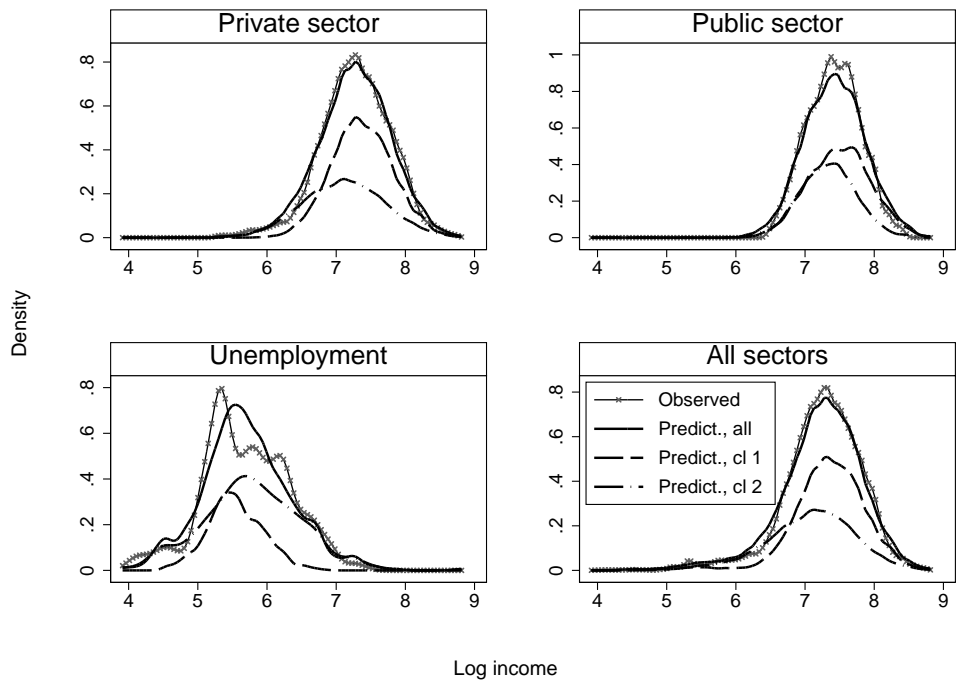 Private sector
0 .2 .4 .6 .8
4 5 6 7 8 9
Public sector
0 .2 .4 .6 .8 1
4 5 6 7 8 9
Unemployment
0 .2 .4 .6 .8
4 5 6 7 8 9
All sectors
0 .2 .4 .6 .8
4 5 6 7 8 9
Observed
Predict., all
Predict., cl 1
Predict., cl 2
Density
Log income